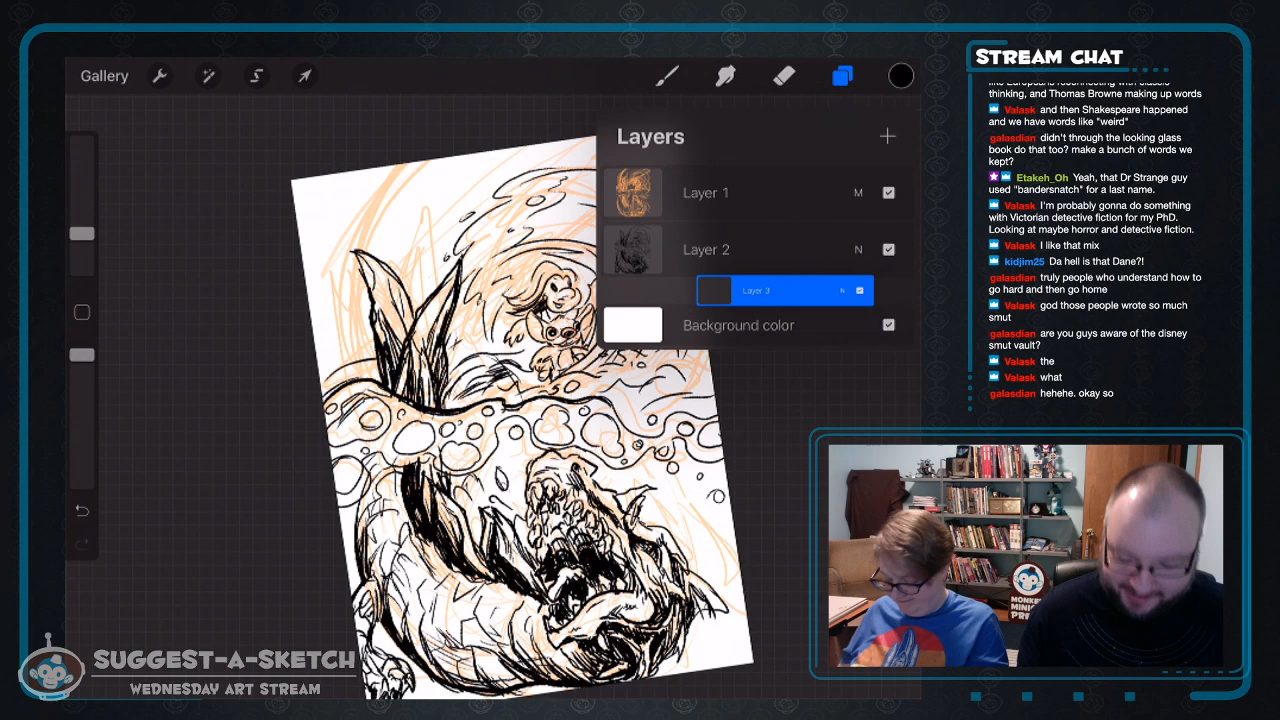 Gallery
Layers
Layer 1
M
Layer 2
N
Layer 3
N
Background color
STREAM CHAT
thinking, and Thomas Browne making up words
Valask and then Shakespeare happened
and we have words like "weird"
galasdian didn't through the looking glass
book do that too? make a bunch of words we
kept?
Etakeh_Oh Yeah, that Dr Strange guy
used "bandersnatch" for a last name.
Valask I'm probably gonna do something
with Victorian detective fiction for my PhD.
Looking at maybe horror and detective fiction.
Valask I like that mix
kidjim25 Da hell is that Dane?!
galasdian truly people who understand how to
go hard and then go home
Valask god those people wrote so much
smut
galasdian are you guys aware of the disney
smut vault?
Valask the
Valask what
galasdian hehehe. okay so
SUGGEST-A-SKETCH
WEDNESDAY ART STREAM